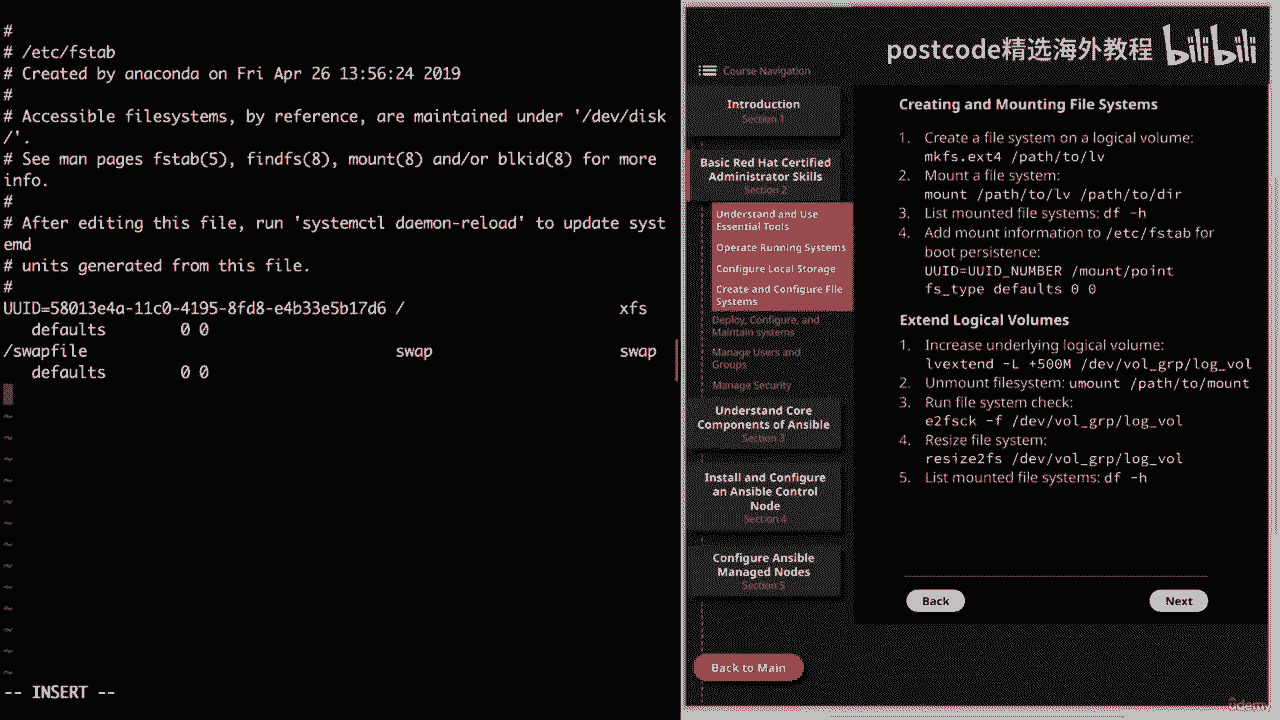 #
# /etc/fstab
# Created by anaconda on Fri Apr 26 13:56:24 2019
#
# Accessible filesystems, by reference, are maintained under '/dev/disk
/'.
# See man pages fstab(5), findfs(8), mount(8) and/or blkid(8) for more
info.
#
# After editing this file, run 'systemctl daemon-reload' to update syst
emd
# units generated from this file.
#
UUID=58013e4a-11c0-4195-8fd8-e4b33e5b17d6 / xfs
defaults 0 0
/swapfile swap swap
defaults 0 0
~
~
~
~
~
~
~
~
~
~
~
~
~
-- INSERT --
postcode精选海外教程 bilibili
Course Navigation
Introduction
Section 1
Basic Red Hat Certified
Administrator Skills
Section 2
Understand and Use
Essential Tools
Operate Running Systems
Configure Local Storage
Create and Configure File
Systems
Deploy, Configure, and
Maintain systems
Manage Users and
Groups
Manage Security
Understand Core
Components of Ansible
Section 3
Install and Configure
an Ansible Control
Node
Section 4
Configure Ansible
Managed Nodes
Section 5
Back to Main
Creating and Mounting File Systems
1. Create a file system on a logical volume:
mkfs.ext4 /path/to/lv
2. Mount a file system:
mount /path/to/lv /path/to/dir
3. List mounted file systems: df -h
4. Add mount information to /etc/fstab for
boot persistence:
UUID=UUID_NUMBER /mount/point
fs_type defaults 0 0
Extend Logical Volumes
1. Increase underlying logical volume:
lvextend -L +500M /dev/vol_grp/log_vol
2. Unmount filesystem: umount /path/to/mount
3. Run file system check:
e2fsck -f /dev/vol_grp/log_vol
4. Resize file system:
resize2fs /dev/vol_grp/log_vol
5. List mounted file systems: df -h
Back
Next
ûdemy